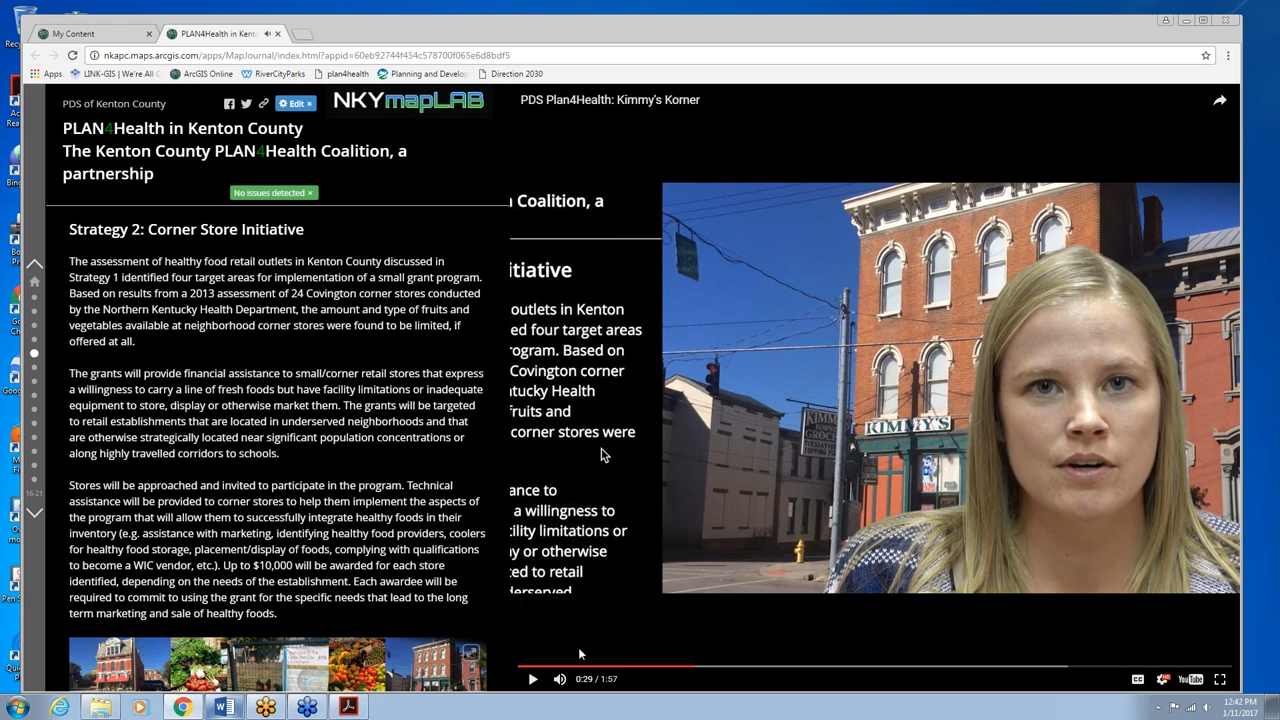 My Content
PLAN4Health in Kent
nkapc.maps.arcgis.com/apps/MapJournal/index.html?appid=60eb92744f454c578700f065e6d8bdf5
Apps LINK-GIS | We're All C ArcGIS Online RiverCityParks plan4health Planning and Develo Direction 2030
PDS of Kenton County
Edit ×
NKYmapLAB
PLAN4Health in Kenton County
The Kenton County PLAN4Health Coalition, a
partnership
No issues detected ×
Strategy 2: Corner Store Initiative
The assessment of healthy food retail outlets in Kenton County discussed in
Strategy 1 identified four target areas for implementation of a small grant program.
Based on results from a 2013 assessment of 24 Covington corner stores conducted
by the Northern Kentucky Health Department, the amount and type of fruits and
vegetables available at neighborhood corner stores were found to be limited, if
offered at all.
The grants will provide financial assistance to small/corner retail stores that express
a willingness to carry a line of fresh foods but have facility limitations or inadequate
equipment to store, display or otherwise market them. The grants will be targeted
to retail establishments that are located in underserved neighborhoods and that
are otherwise strategically located near significant population concentrations or
along highly travelled corridors to schools.
Stores will be approached and invited to participate in the program. Technical
assistance will be provided to corner stores to help them implement the aspects of
the program that will allow them to successfully integrate healthy foods in their
inventory (e.g. assistance with marketing, identifying healthy food providers, coolers
for healthy food storage, placement/display of foods, complying with qualifications
to become a WIC vendor, etc.). Up to $10,000 will be awarded for each store
identified, depending on the needs of the establishment. Each awardee will be
required to commit to using the grant for the specific needs that lead to the long
term marketing and sale of healthy foods.
16-21
PDS Plan4Health: Kimmy's Korner
n Coalition, a
itiative
outlets in Kenton
ed four target areas
rogram. Based on
Covington corner
ntucky Health
fruits and
corner stores were
ance to
a willingness to
cility limitations or
ay or otherwise
ted to retail
derserved
KIMMY'S
0:29 / 1:57
CC
YouTube
12:42 PM
1/11/2017